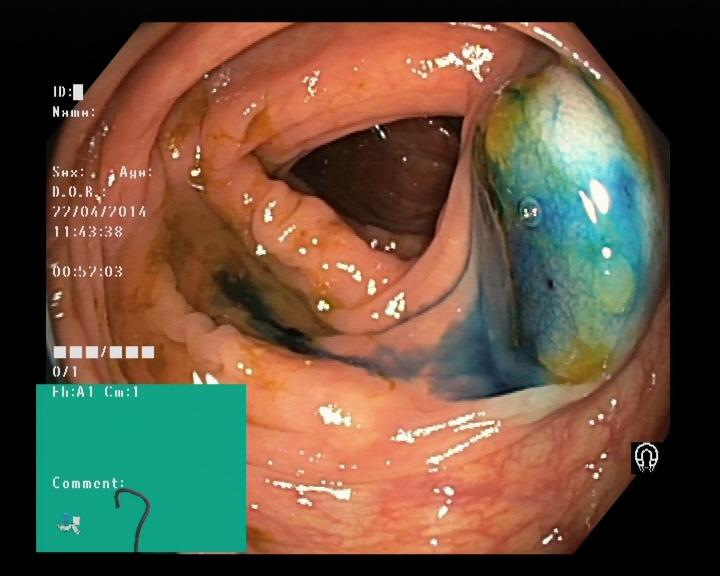 ID:
Name:
Sex: Age:
D.O.B.:
22/04/2014
11:43:38
00:52:03
■■■/■■■
0/1
Eh:A1 Cm:1
Comment: